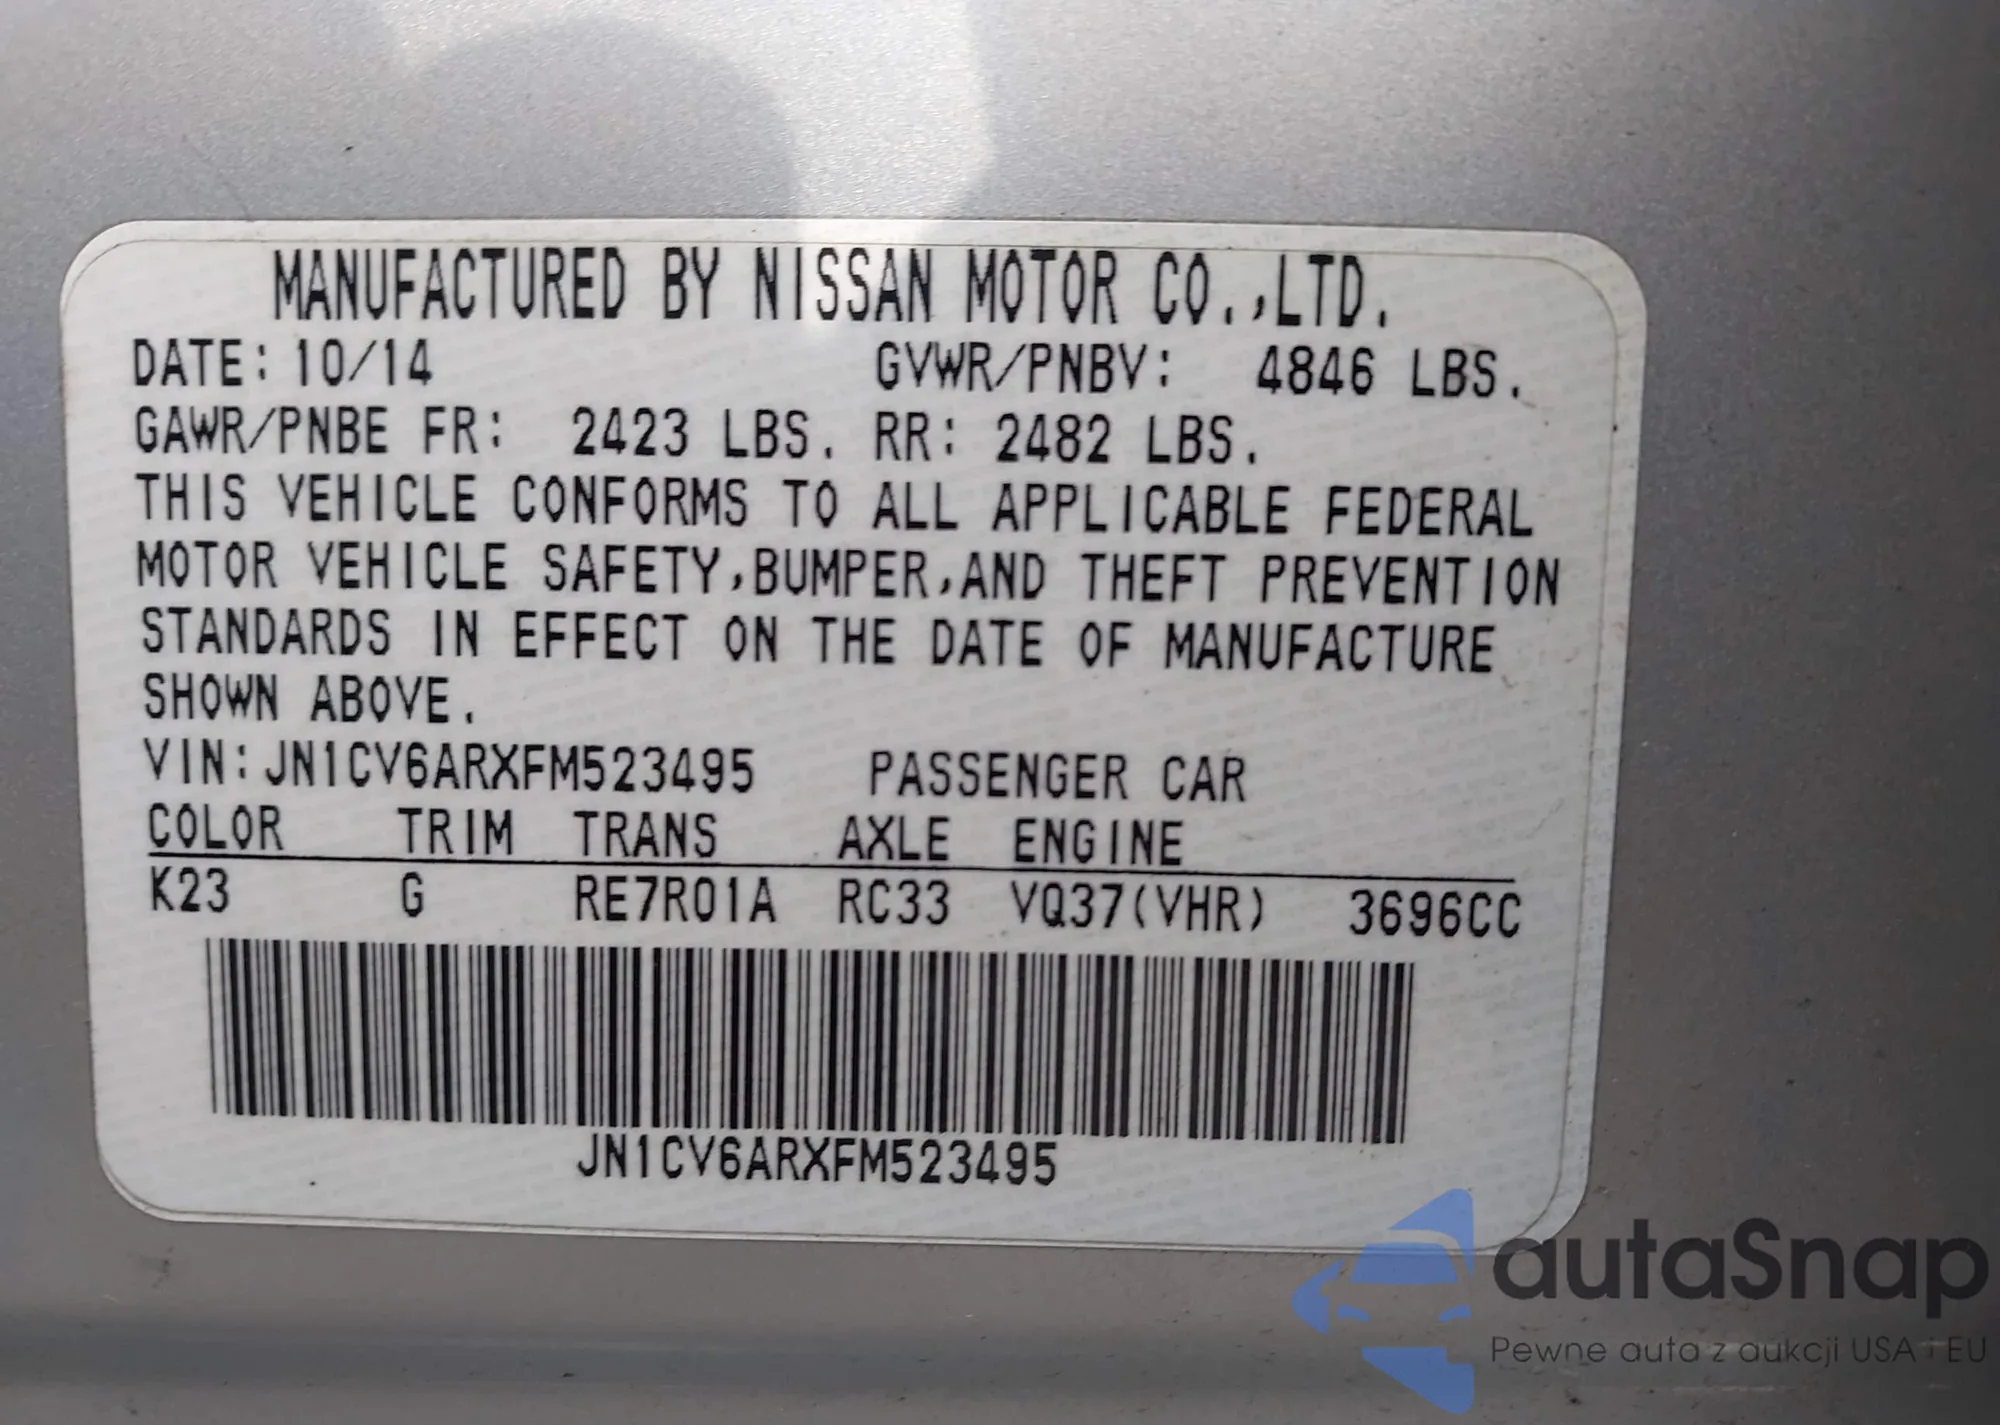 MANUFACTURED BY NISSAN MOTOR CO.,LTD.
DATE: 10/14 GVWR/PNBV: 4846 LBS.
GAWR/PNBE FR: 2423 LBS. RR: 2482 LBS.
THIS VEHICLE CONFORMS TO ALL APPLICABLE FEDERAL
MOTOR VEHICLE SAFETY,BUMPER,AND THEFT PREVENTION
STANDARDS IN EFFECT ON THE DATE OF MANUFACTURE
SHOWN ABOVE.
VIN:JN1CV6ARXFM523495 PASSENGER CAR
COLOR TRIM TRANS AXLE ENGINE
K23 G RE7R01A RC33 VQ37(VHR) 3696CC
JN1CV6ARXFM523495
autaSnap
Pewne auta z aukcji USA i EU